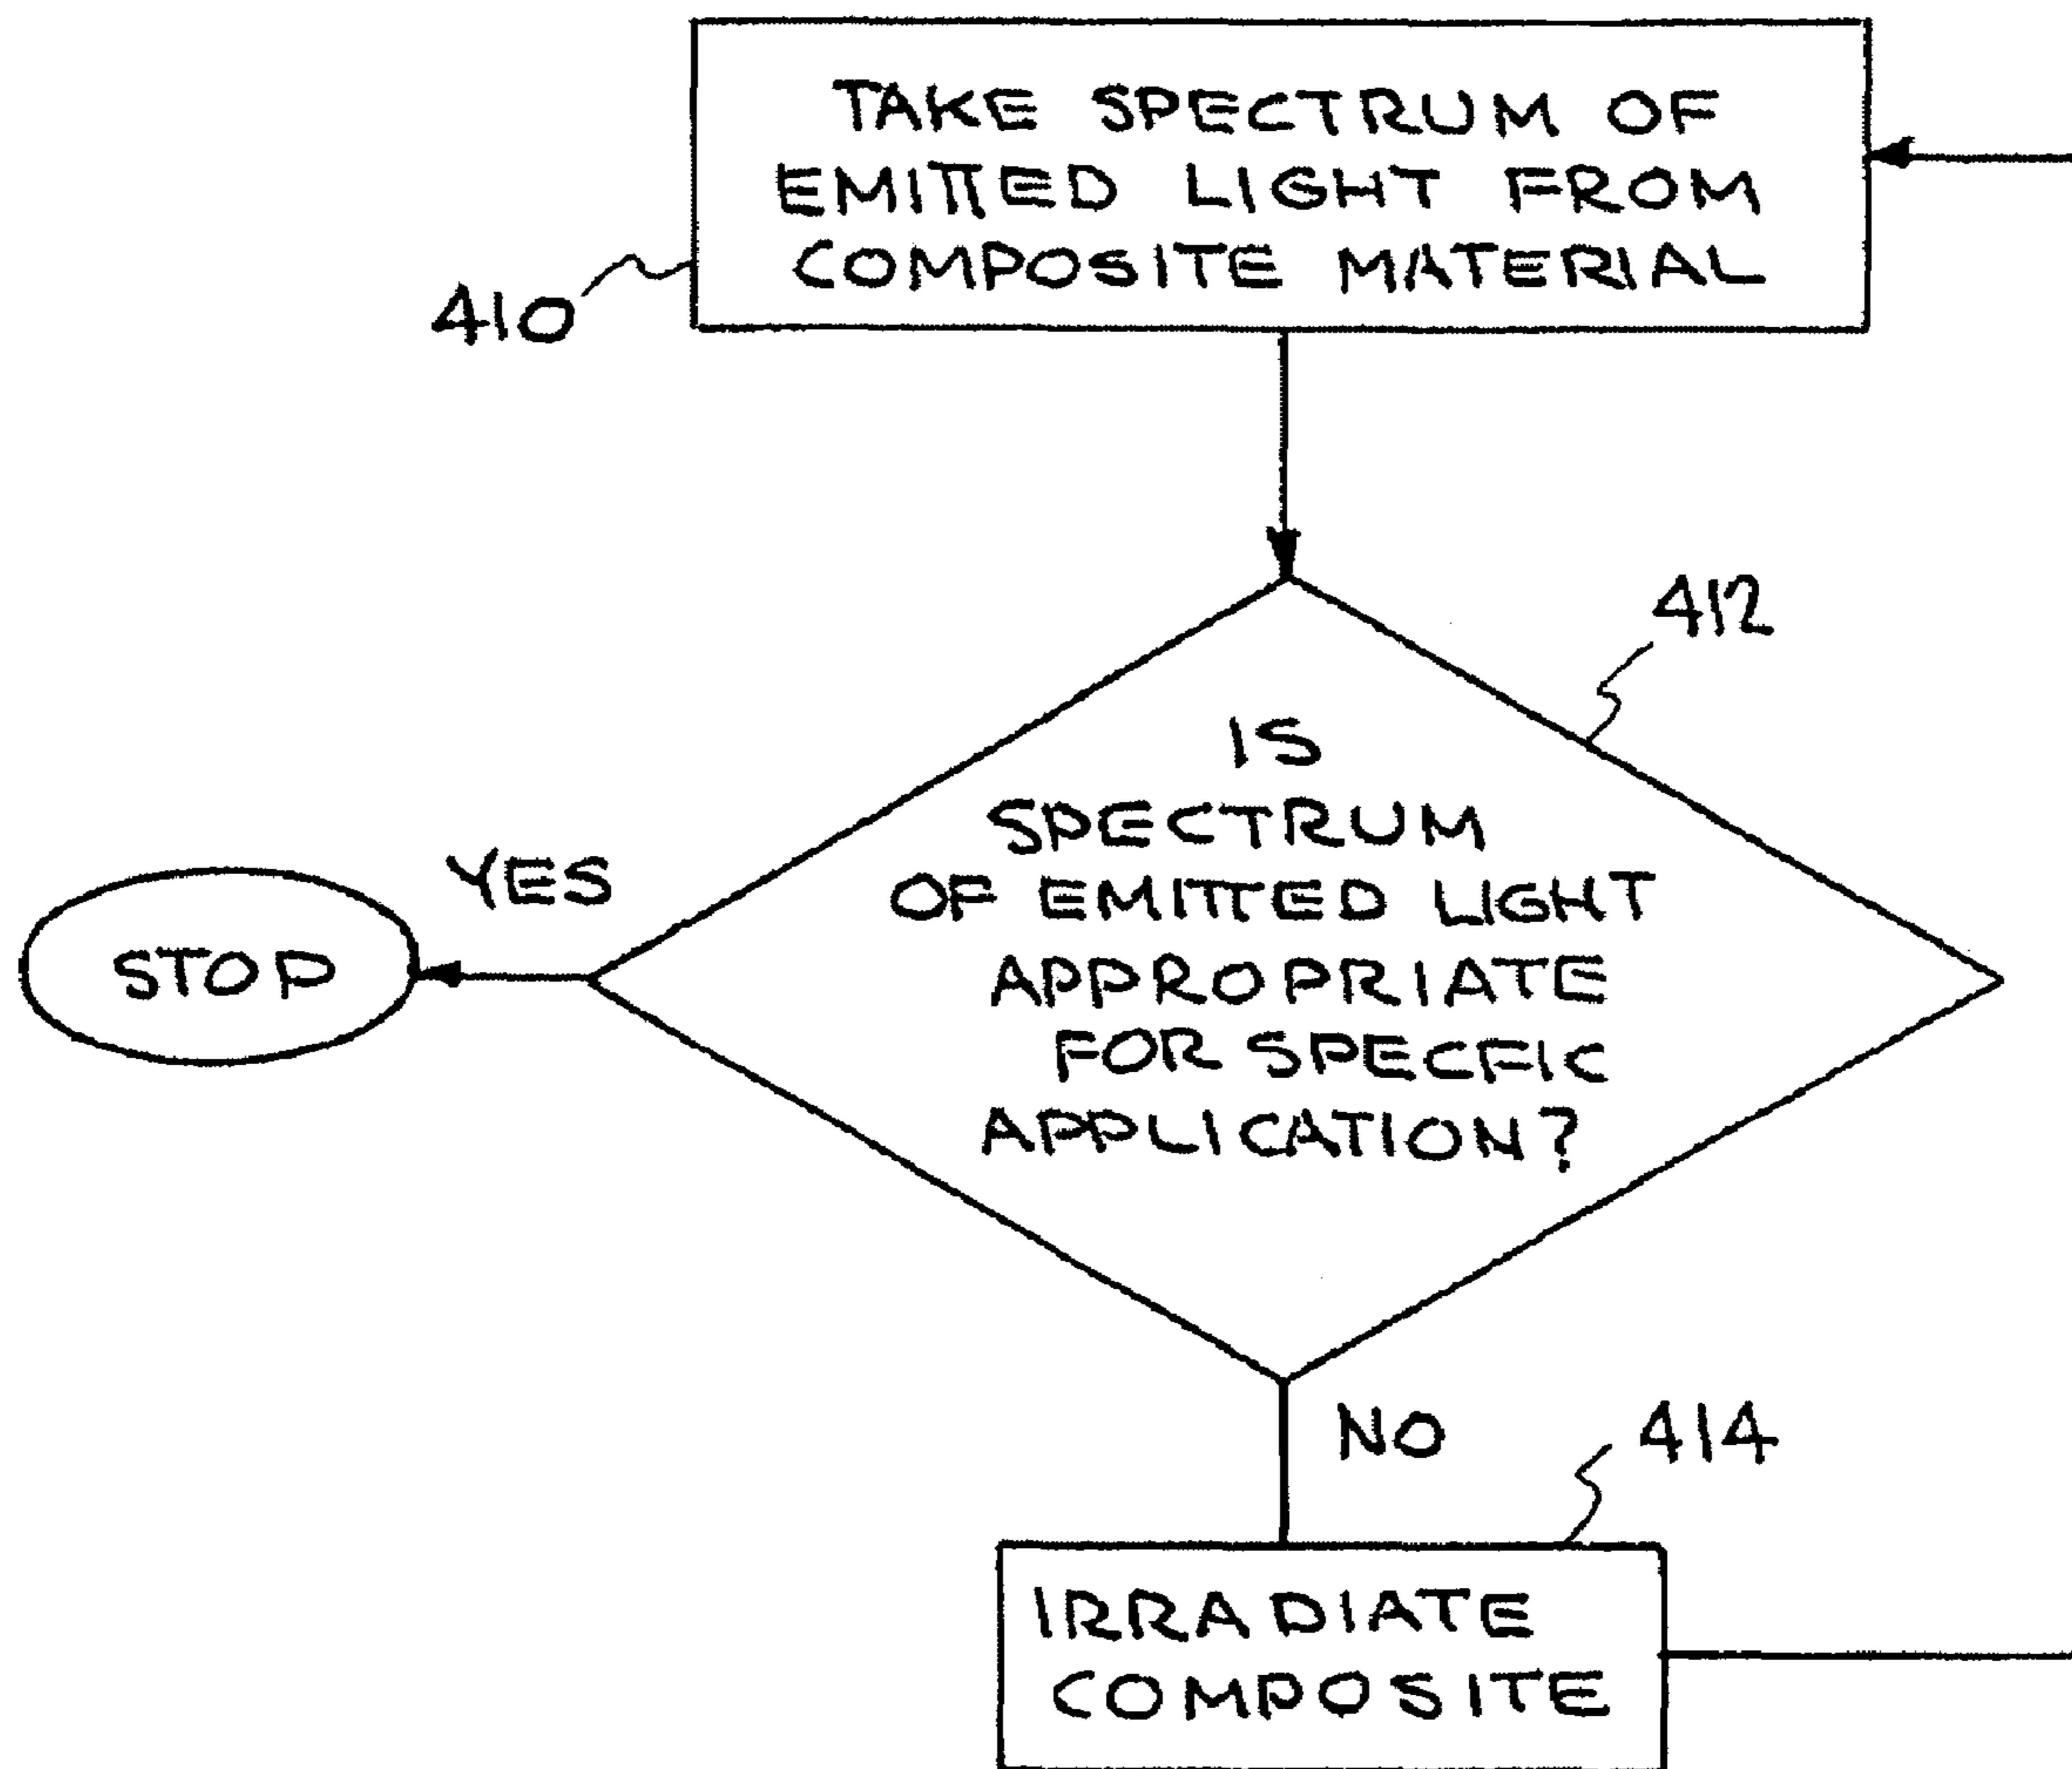 TAKE SPECTRUM OF
EMITTED LIGHT FROM
COMPOSITE MATERIAL
410
412
IS
SPECTRUM
OF EMITTED LIGHT
APPROPRIATE
FOR SPECFIC
APPLICATION?
YES
STOP
NO
414
IRRADIATE
COMPOSITE